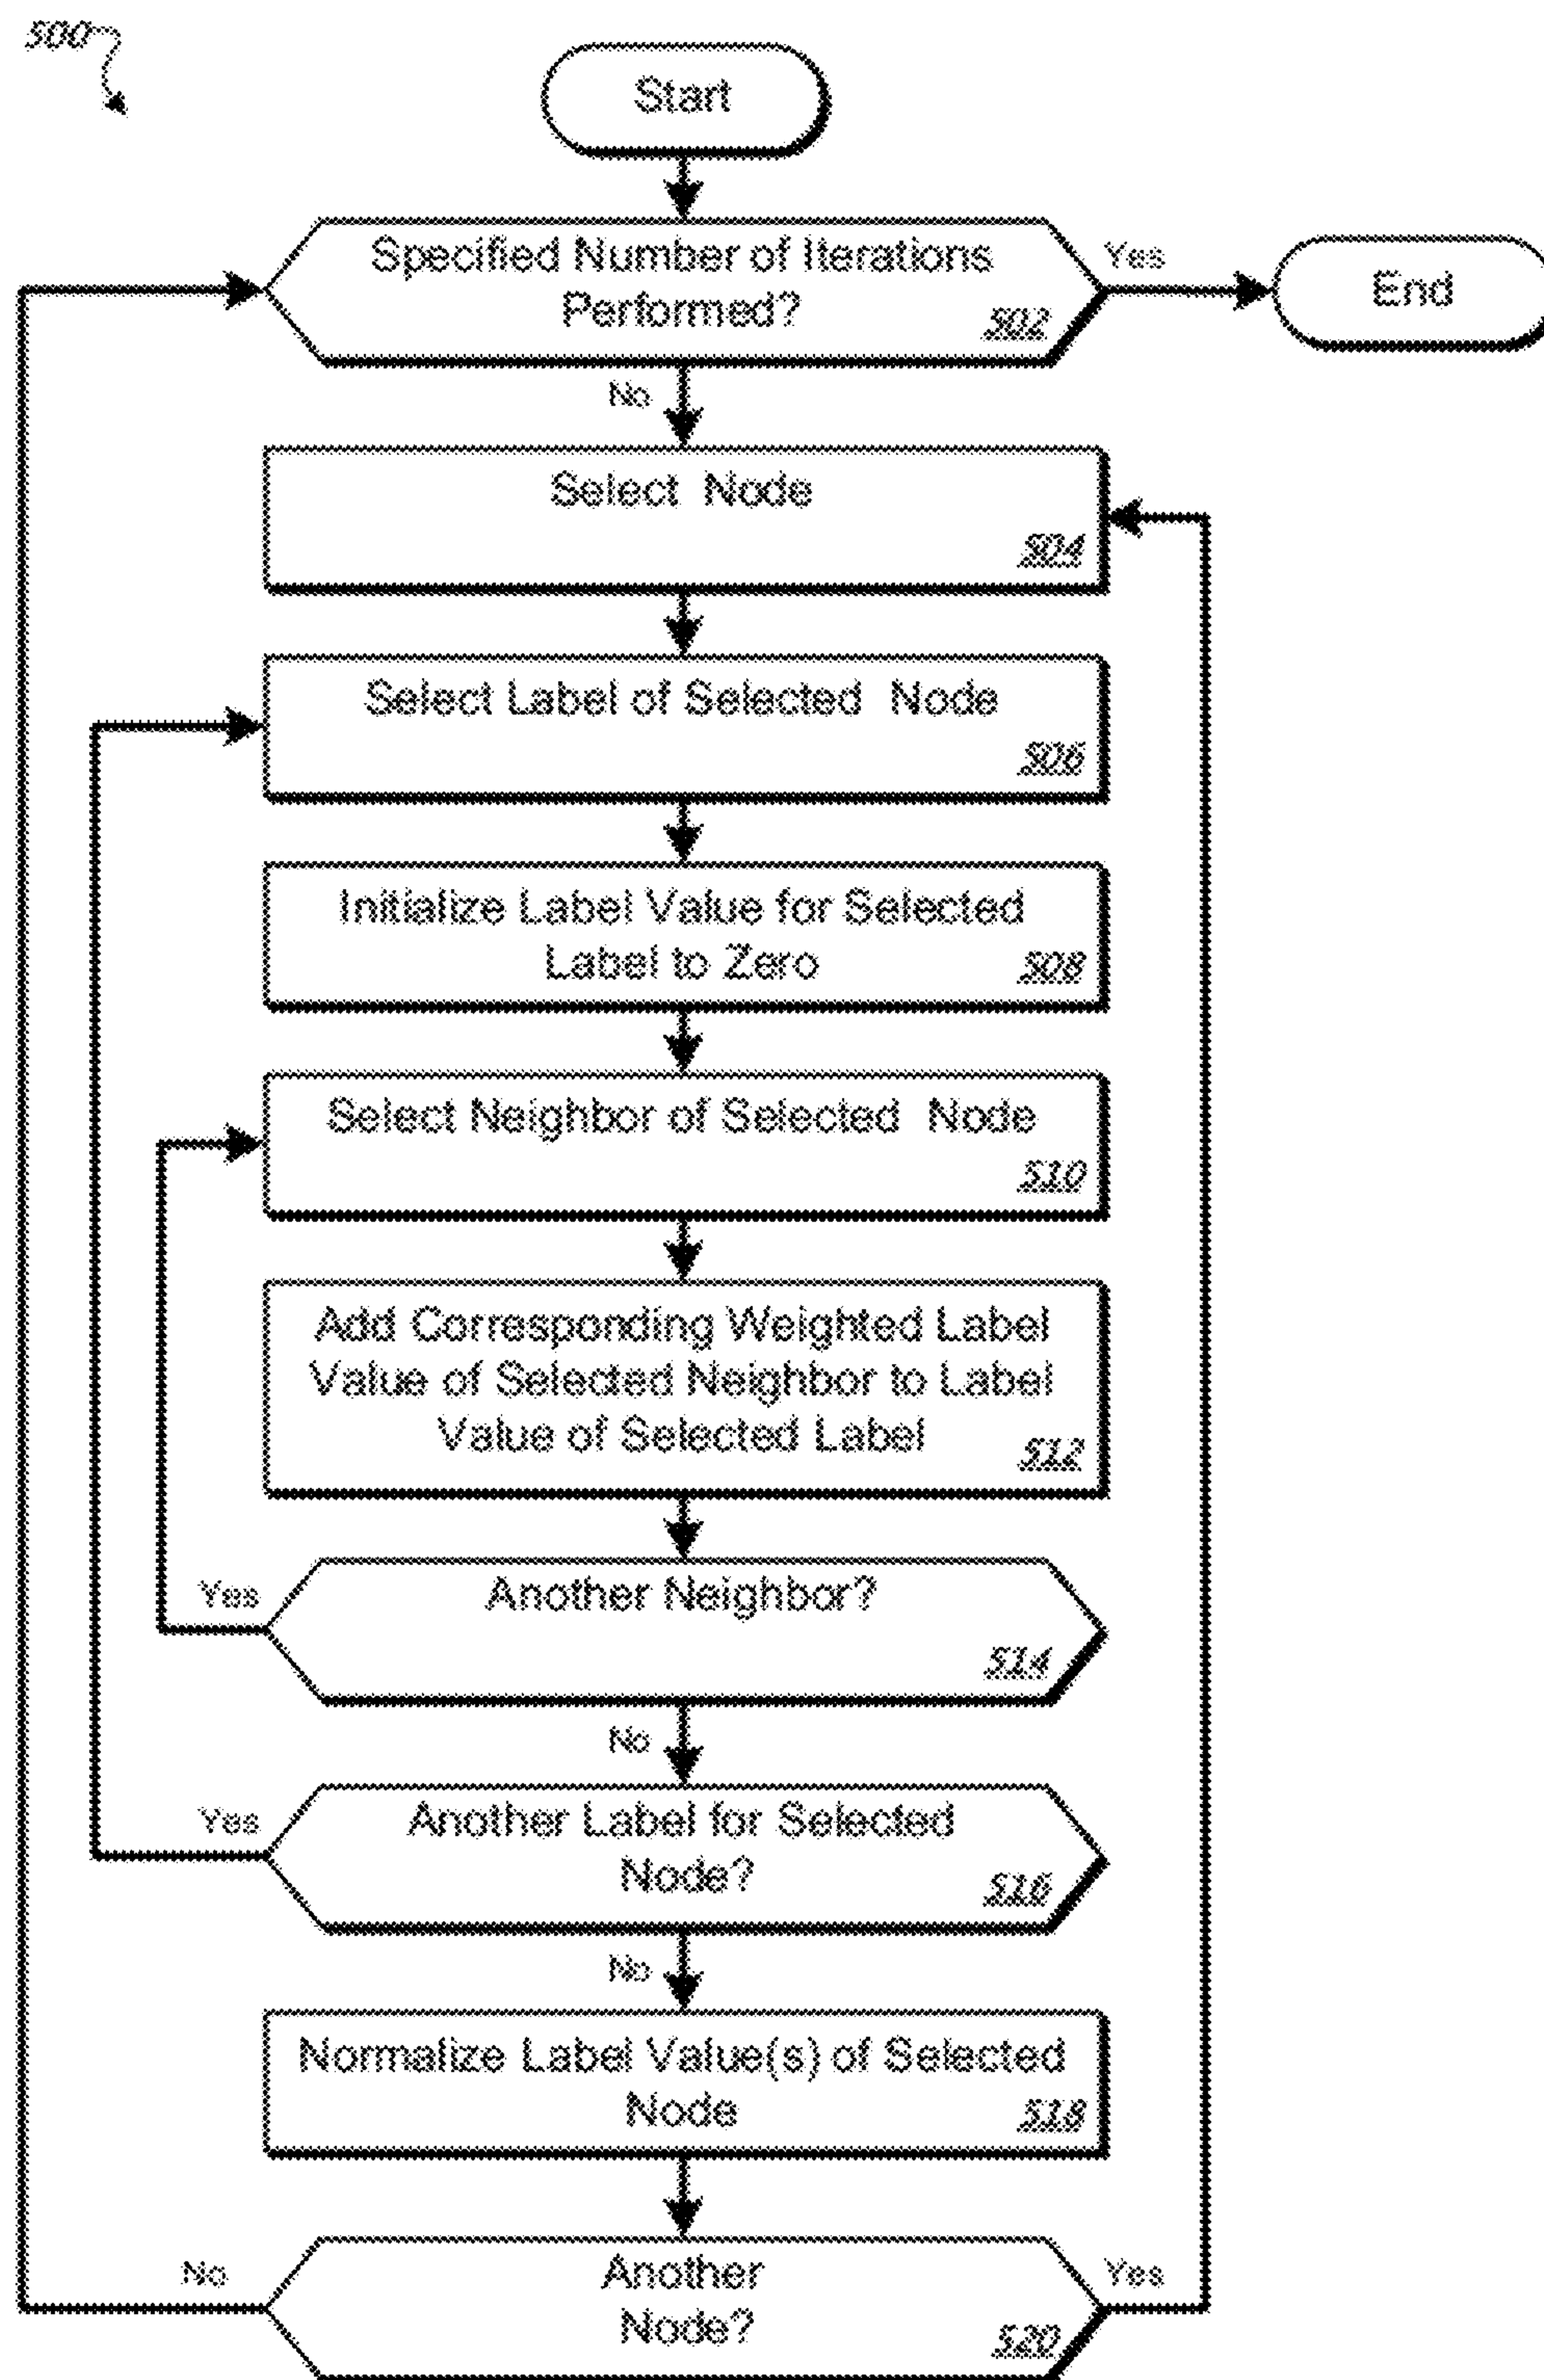 500
Start
Specified Number of Iterations
Performed?
502
Yes
End
No
Select Node
504
Select Label of Selected Node
506
Initialize Label Value for Selected
Label to Zero
508
Select Neighbor of Selected Node
510
Add Corresponding Weighted Label
Value of Selected Neighbor to Label
Value of Selected Label
512
Another Neighbor?
Yes
514
No
Another Label for Selected
Yes
Node?
516
No
Normalize Label Value(s) of Selected
Node
518
Another
No
Yes
Node?
520